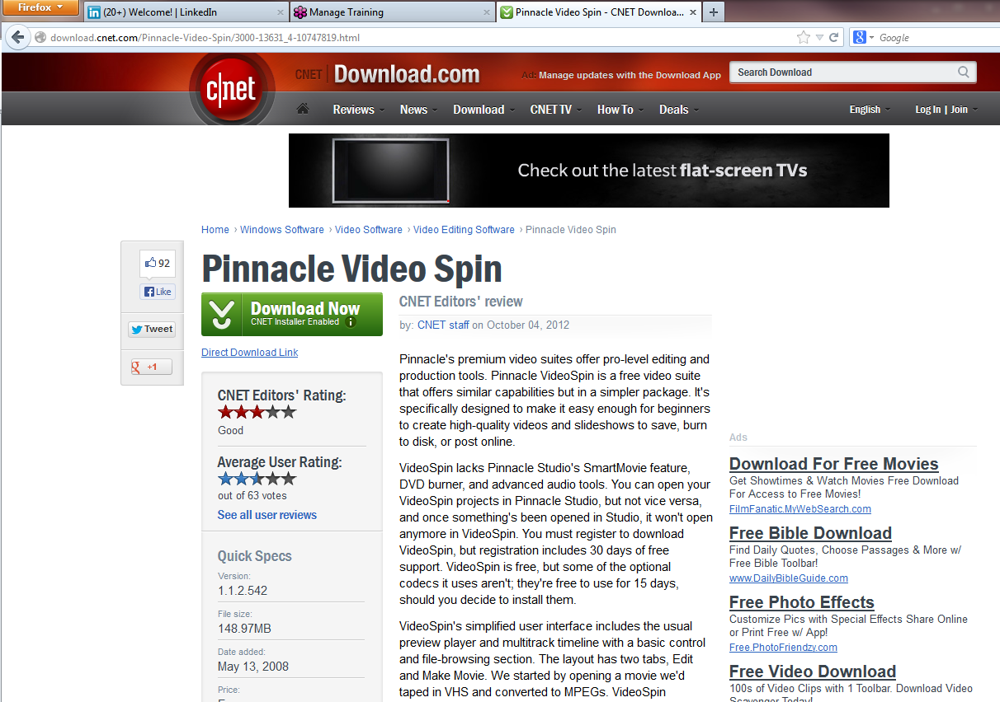 Firefox
(20+) Welcome! | LinkedIn
Manage Training
Pinnacle Video Spin - CNET Downloa...
download.cnet.com/Pinnacle-Video-Spin/3000-13631_4-10747819.html
Google
c|net
CNET Download.com
Ad: Manage updates with the Download App
Search Download
Reviews
News
Download
CNET TV
How To
Deals
English
Log In | Join
Check out the latest flat-screen TVs
Home › Windows Software › Video Software › Video Editing Software › Pinnacle Video Spin
92
Like
Tweet
+1
Pinnacle Video Spin
Download Now
CNET Installer Enabled
Direct Download Link
CNET Editors' Rating:
Good
Average User Rating:
out of 63 votes
See all user reviews
Quick Specs
Version:
1.1.2.542
File size:
148.97MB
Date added:
May 13, 2008
Price:
CNET Editors' review
by: CNET staff on October 04, 2012
Pinnacle's premium video suites offer pro-level editing and
production tools. Pinnacle VideoSpin is a free video suite
that offers similar capabilities but in a simpler package. It's
specifically designed to make it easy enough for beginners
to create high-quality videos and slideshows to save, burn
to disk, or post online.
VideoSpin lacks Pinnacle Studio's SmartMovie feature,
DVD burner, and advanced audio tools. You can open your
VideoSpin projects in Pinnacle Studio, but not vice versa,
and once something's been opened in Studio, it won't open
anymore in VideoSpin. You must register to download
VideoSpin, but registration includes 30 days of free
support. VideoSpin is free, but some of the optional
codecs it uses aren't; they're free to use for 15 days,
should you decide to install them.
VideoSpin's simplified user interface includes the usual
preview player and multitrack timeline with a basic control
and file-browsing section. The layout has two tabs, Edit
and Make Movie. We started by opening a movie we'd
taped in VHS and converted to MPEGs. VideoSpin
Ads
Download For Free Movies
Get Showtimes & Watch Movies Free Download
For Access to Free Movies!
FilmFanatic.MyWebSearch.com
Free Bible Download
Find Daily Quotes, Choose Passages & More w/
Free Bible Toolbar!
www.DailyBibleGuide.com
Free Photo Effects
Customize Pics with Special Effects Share Online
or Print Free w/ App!
Free.PhotoFriendzy.com
Free Video Download
100s of Video Clips with 1 Toolbar. Download Video
Scavenger Today!